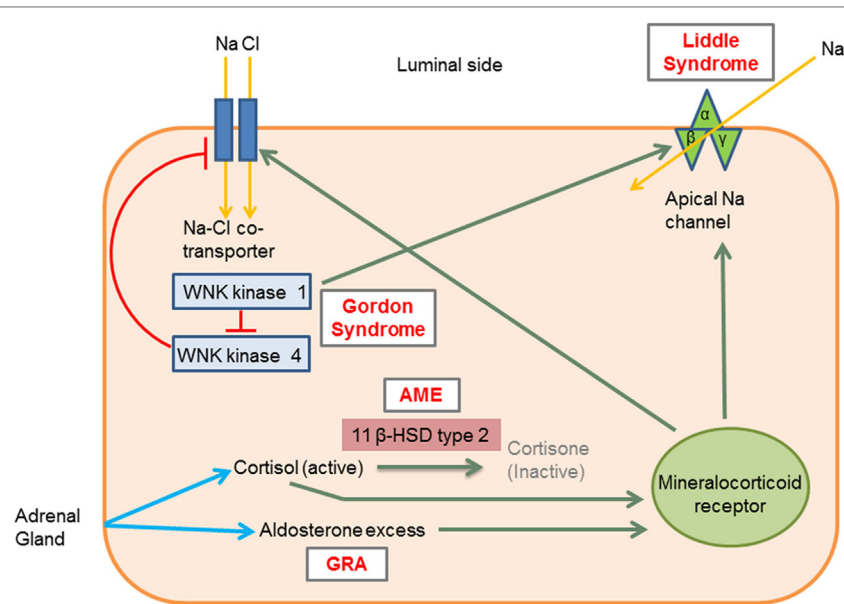 Na Cl
Luminal side
Liddle
Syndrome
Na
α
β γ
Apical Na
channel
Na-Cl co-
transporter
WNK kinase 1
Gordon
Syndrome
WNK kinase 4
AME
11 β-HSD type 2
Cortisol (active)
Cortisone
(Inactive)
Mineralocorticoid
receptor
Adrenal
Gland
Aldosterone excess
GRA